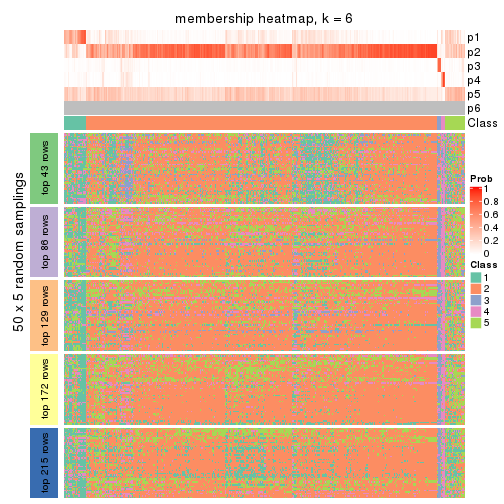 membership heatmap, k = 6
p1
p2
p3
p4
p5
p6
Class
50 x 5 random samplings
top 43 rows
top 86 rows
top 129 rows
top 172 rows
top 215 rows
Prob
1
0.8
0.6
0.4
0.2
0
Class
1
2
3
4
5